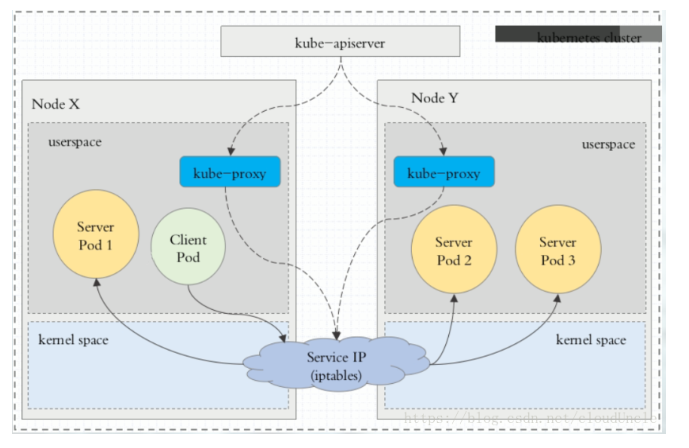 kube-apiserver
kubernetes cluster
Node X
Node Y
userspace
userspace
kube-proxy
kube-proxy
Server
Pod 1
Client
Pod
Server
Pod 2
Server
Pod 3
kernel space
kernel space
Service IP
(iptables)
https://blog.csdn.net/cloudUncle